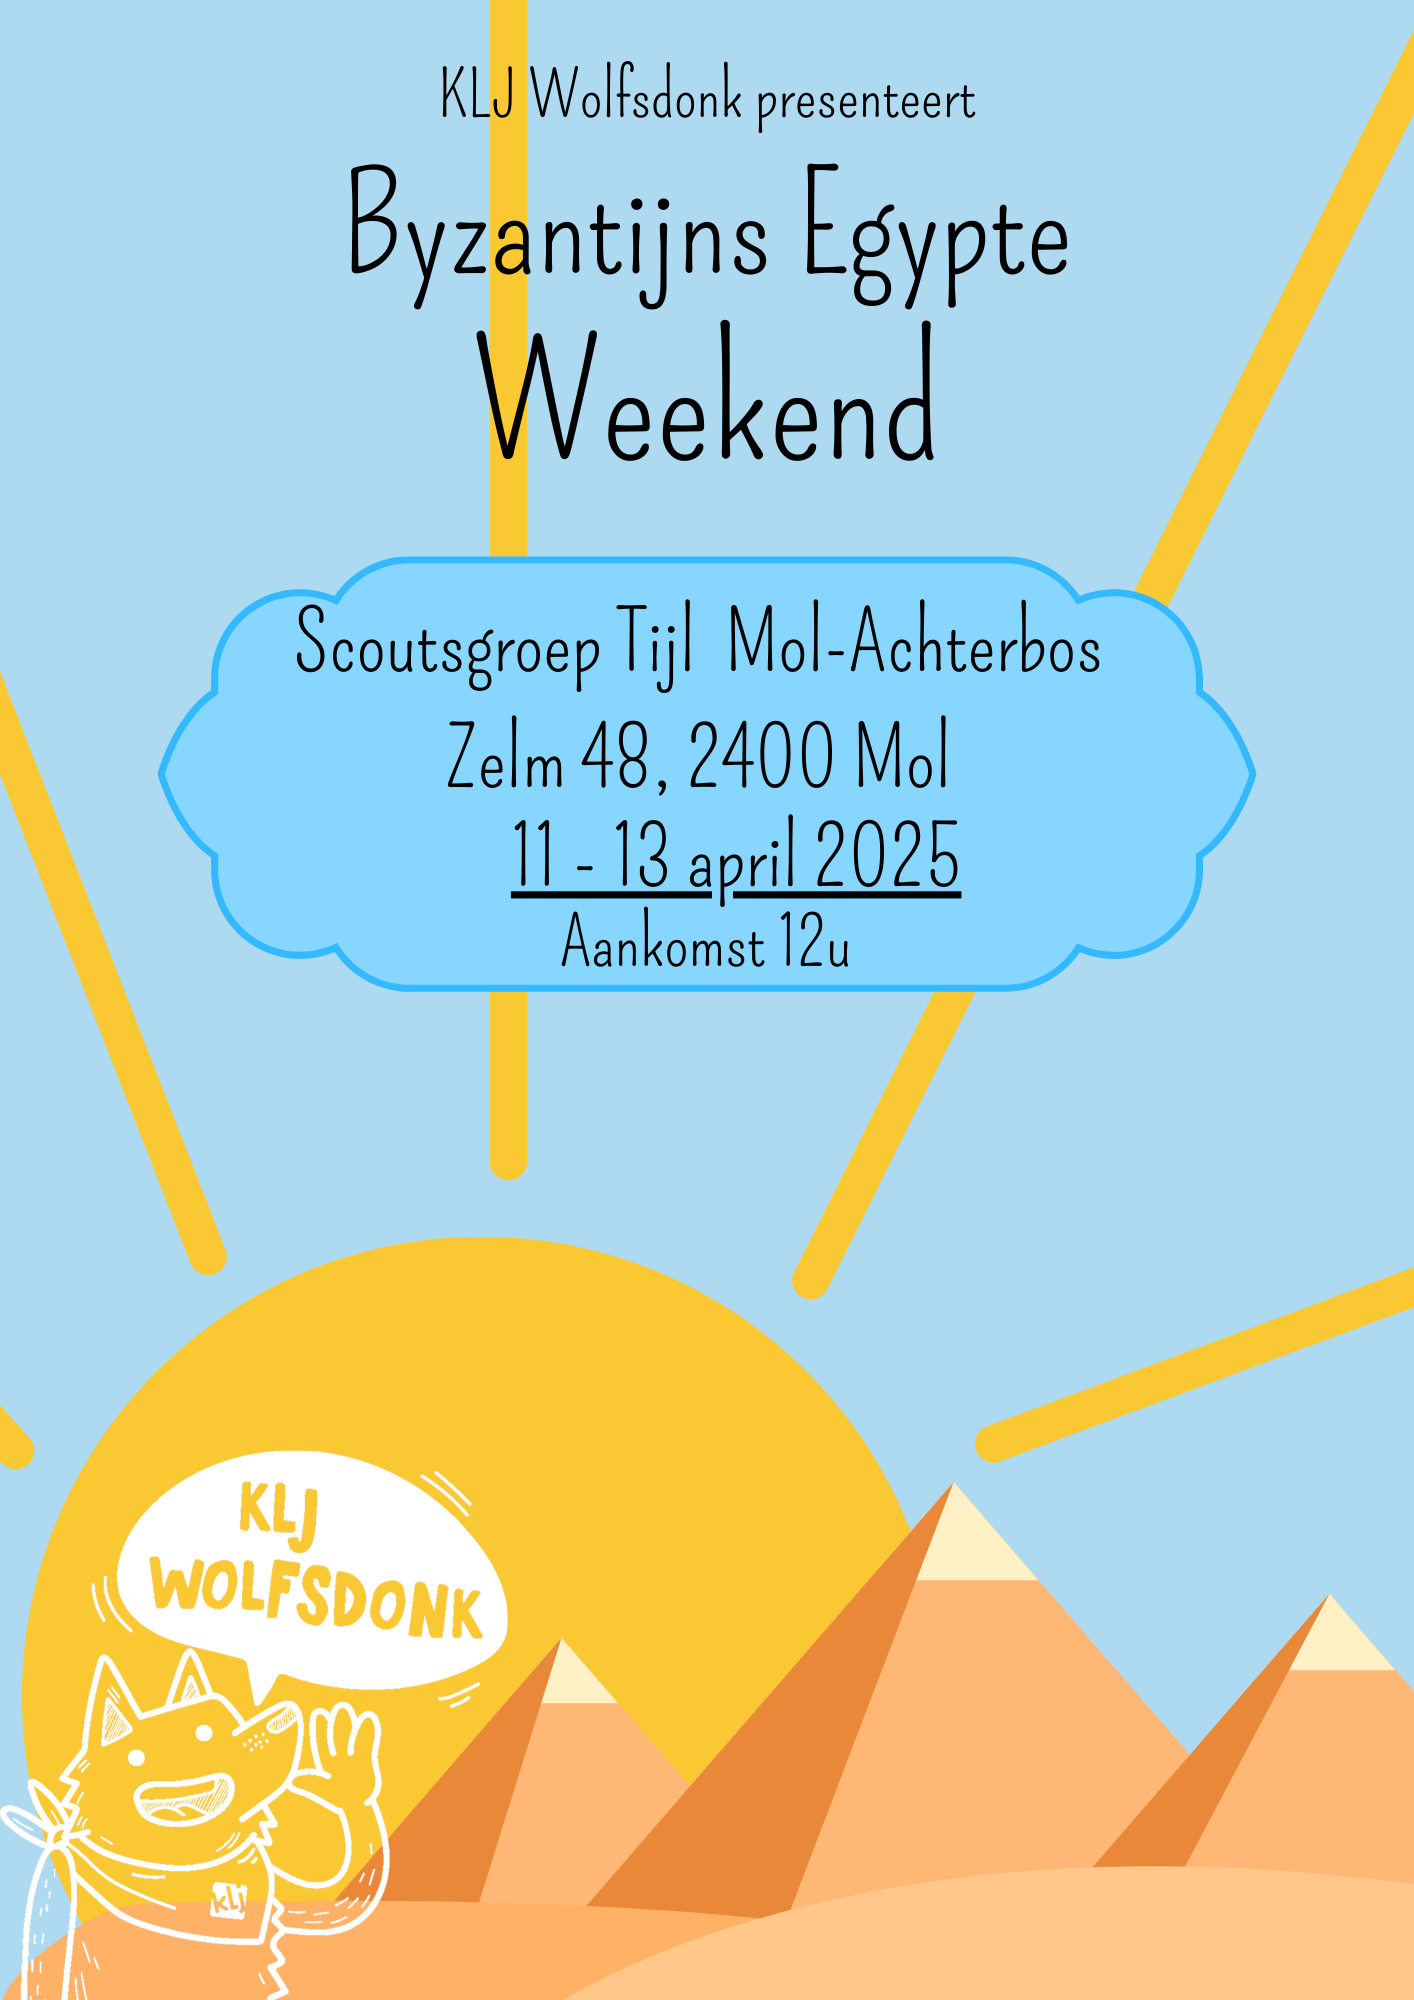 KLJ Wolfsdonk presenteert
Byzantijns Egypte
Weekend
Scoutsgroep Tijl Mol-Achterbos
Zelm 48, 2400 Mol
11 - 13 april 2025
Aankomst 12u
KLJ
WOLFSDONK
klj